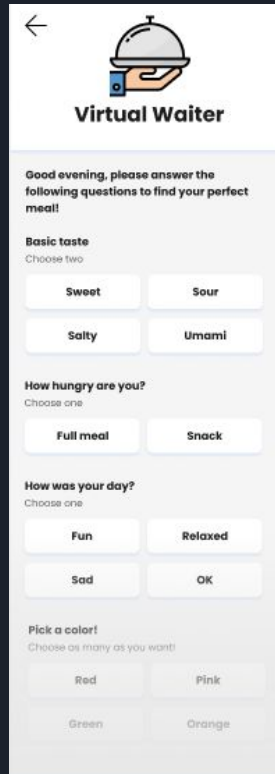 Virtual Waiter
Good evening, please answer the
following questions to find your perfect
meal!
Basic taste
Choose two
Sweet Sour
Salty Umami
How hungry are you?
Choose one
Full meal Snack
How was your day?
Choose one
Fun Relaxed
Sad OK
Pick a color!
Choose as many as you want!
Red Pink
Green Orange